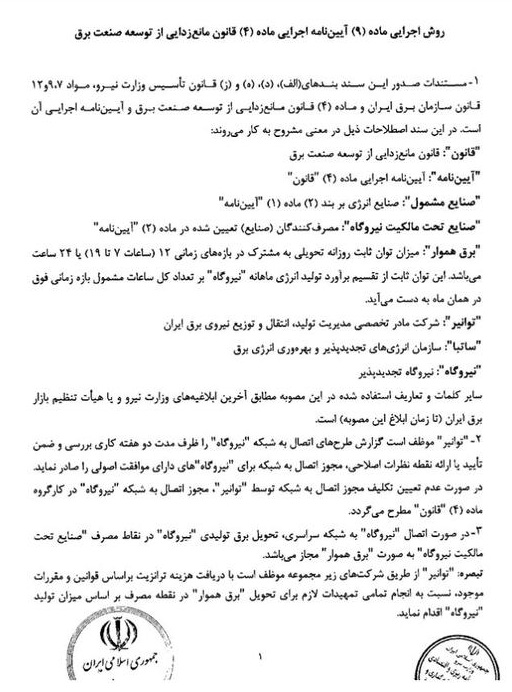 روش اجرایی ماده (۹) آیین‌نامه اجرایی ماده (۴) قانون مانع‌زدایی از توسعه صنعت برق
۱- مستندات صدور این سند بندهای(الف)، (د)، (ه) و (ز) قانون تأسیس وزارت نیرو، مواد ۹،۷و۱۲
قانون سازمان برق ایران و ماده (۴) قانون مانع‌زدایی از توسعه صنعت برق و آیین‌نامه اجرایی آن
است. در این سند اصطلاحات ذیل در معنی مشروح به کار می‌روند:
"قانون": قانون مانع‌زدایی از توسعه صنعت برق
"آیین‌نامه": آیین‌نامه اجرایی ماده (۴) "قانون"
"صنایع مشمول": صنایع انرژی بر بند (۲) ماده (۱) "آیین‌نامه"
"صنایع تحت مالکیت نیروگاه": مصرف‌کنندگان (صنایع) تعیین شده در ماده (۲) "آیین‌نامه"
"برق هموار": میزان توان ثابت روزانه تحویلی به مشترک در بازه‌های زمانی ۱۲ (ساعات ۷ تا ۱۹) یا ۲۴ ساعت
می‌باشد. این توان ثابت از تقسیم برآورد تولید انرژی ماهانه "نیروگاه" بر تعداد کل ساعات مشمول بازه زمانی فوق
در همان ماه به دست می‌آید.
"توانیر": شرکت مادر تخصصی مدیریت تولید، انتقال و توزیع نیروی برق ایران
"ساتبا": سازمان انرژی‌های تجدیدپذیر و بهره‌وری انرژی برق
"نیروگاه": نیروگاه تجدیدپذیر
سایر کلمات و تعاریف استفاده شده در این مصوبه مطابق آخرین ابلاغیه‌های وزارت نیرو و یا هیأت تنظیم بازار
برق ایران (تا زمان ابلاغ این مصوبه) است.
۲- "توانیر" موظف است گزارش طرح‌های اتصال به شبکه "نیروگاه" را ظرف مدت دو هفته کاری بررسی و ضمن
تأیید یا ارائه نقطه نظرات اصلاحی، مجوز اتصال به شبکه برای "نیروگاه"های دارای موافقت اصولی را صادر نماید.
در صورت عدم تعیین تکلیف مجوز اتصال به شبکه توسط "توانیر"، مجوز اتصال به شبکه "نیروگاه" در کارگروه
ماده (۴) "قانون" مطرح می‌گردد.
۳- در صورت اتصال "نیروگاه" به شبکه سراسری، تحویل برق تولیدی "نیروگاه" در نقاط مصرف "صنایع تحت
مالکیت نیروگاه" به صورت "برق هموار" مجاز می‌باشد.
تبصره: "توانیر" از طریق شرکت‌های زیر مجموعه موظف است با دریافت هزینه ترانزیت براساس قوانین و مقررات
موجود، نسبت به انجام تمامی تمهیدات لازم برای تحویل "برق هموار" در نقطه مصرف بر اساس میزان تولید
"نیروگاه" اقدام نماید.
جمهوری اسلامی ایران
۱